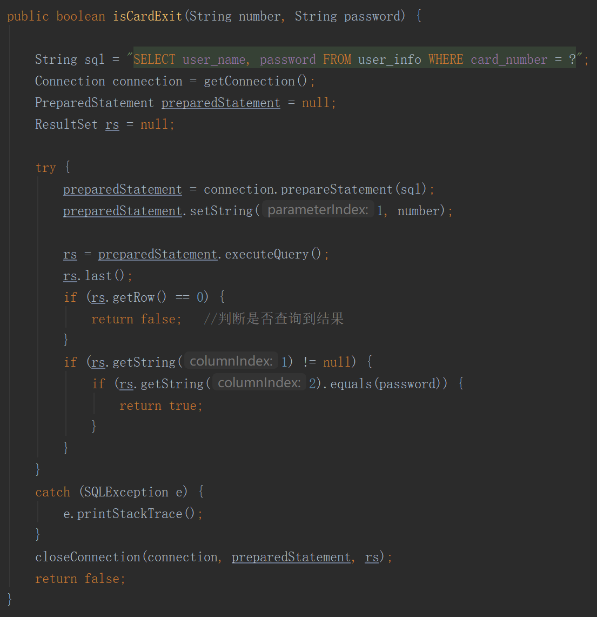 public boolean isCardExit(String number, String password) {
String sql = "SELECT user_name, password FROM user_info WHERE card_number = ?";
Connection connection = getConnection();
PreparedStatement preparedStatement = null;
ResultSet rs = null;
try {
preparedStatement = connection.prepareStatement(sql);
preparedStatement.setString( parameterIndex: 1, number);
rs = preparedStatement.executeQuery();
rs.last();
if (rs.getRow() == 0) {
return false;   //判断是否查询到结果
}
if (rs.getString( columnIndex: 1) != null) {
if (rs.getString( columnIndex: 2).equals(password)) {
return true;
}
}
}
catch (SQLException e) {
e.printStackTrace();
}
closeConnection(connection, preparedStatement, rs);
return false;
}